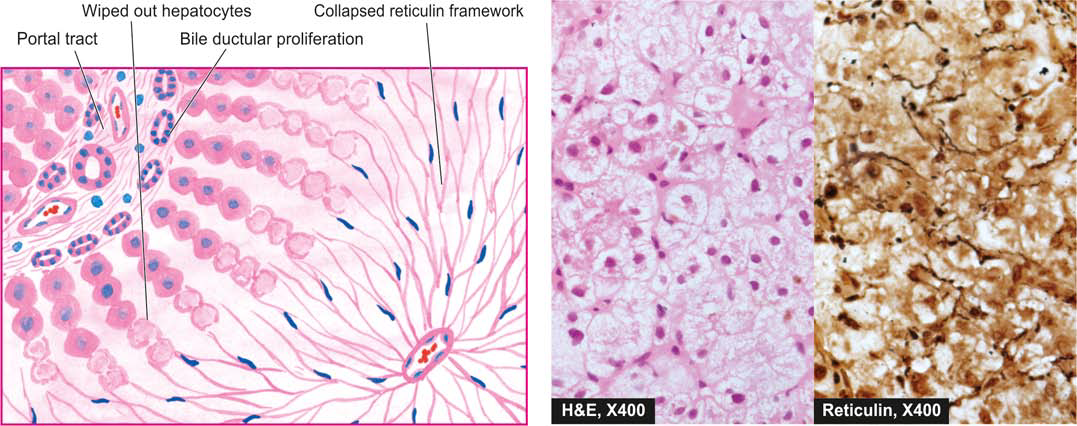 Wiped out hepatocytes
Collapsed reticulin framework
Portal tract
Bile ductular proliferation
H&E, X400
Reticulin, X400